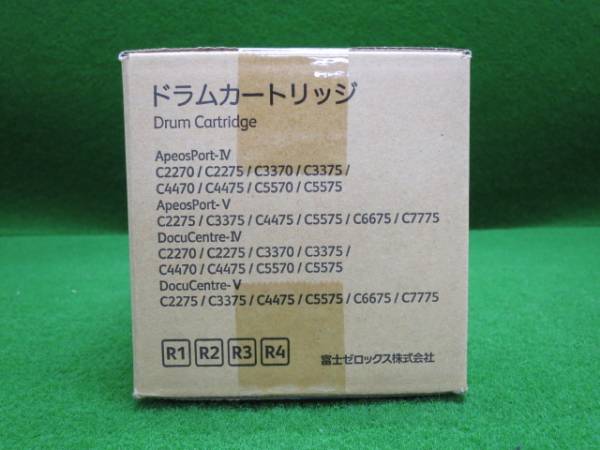 ドラムカートリッジ
Drum Cartridge
ApeosPort-Ⅳ
C2270 / C2275 / C3370 / C3375 /
C4470 / C4475 / C5570 / C5575
ApeosPort-Ⅴ
C2275 / C3375 / C4475 / C5575 / C6675 / C7775
DocuCentre-Ⅳ
C2270 / C2275 / C3370 / C3375 /
C4470 / C4475 / C5570 / C5575
DocuCentre-Ⅴ
C2275 / C3375 / C4475 / C5575 / C6675 / C7775
R1 R2 R3 R4 富士ゼロックス株式会社